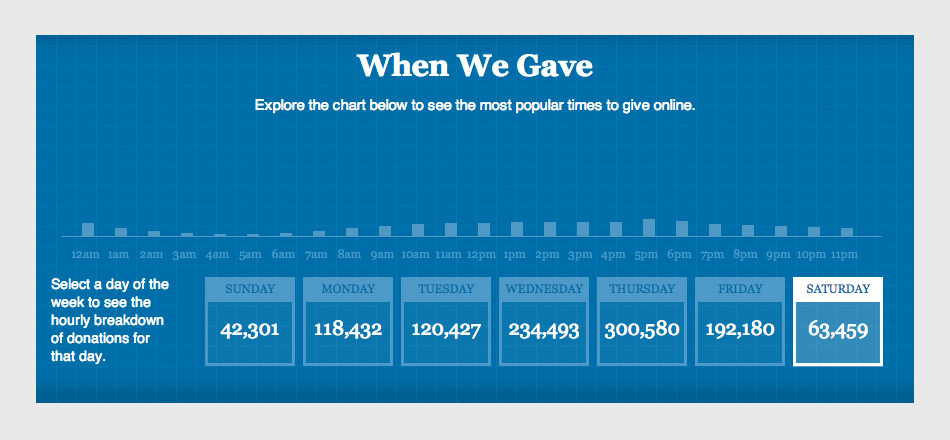 When We Gave
Explore the chart below to see the most popular times to give online.
12am 1am 2am 3am 4am 5am 6am 7am 8am 9am 10am 11am 12pm 1pm 2pm 3pm 4pm 5pm 6pm 7pm 8pm 9pm 10pm 11pm
Select a day of the
week to see the
hourly breakdown
of donations for
that day.
SUNDAY MONDAY TUESDAY WEDNESDAY THURSDAY FRIDAY SATURDAY
42,301 118,432 120,427 234,493 300,580 192,180 63,459